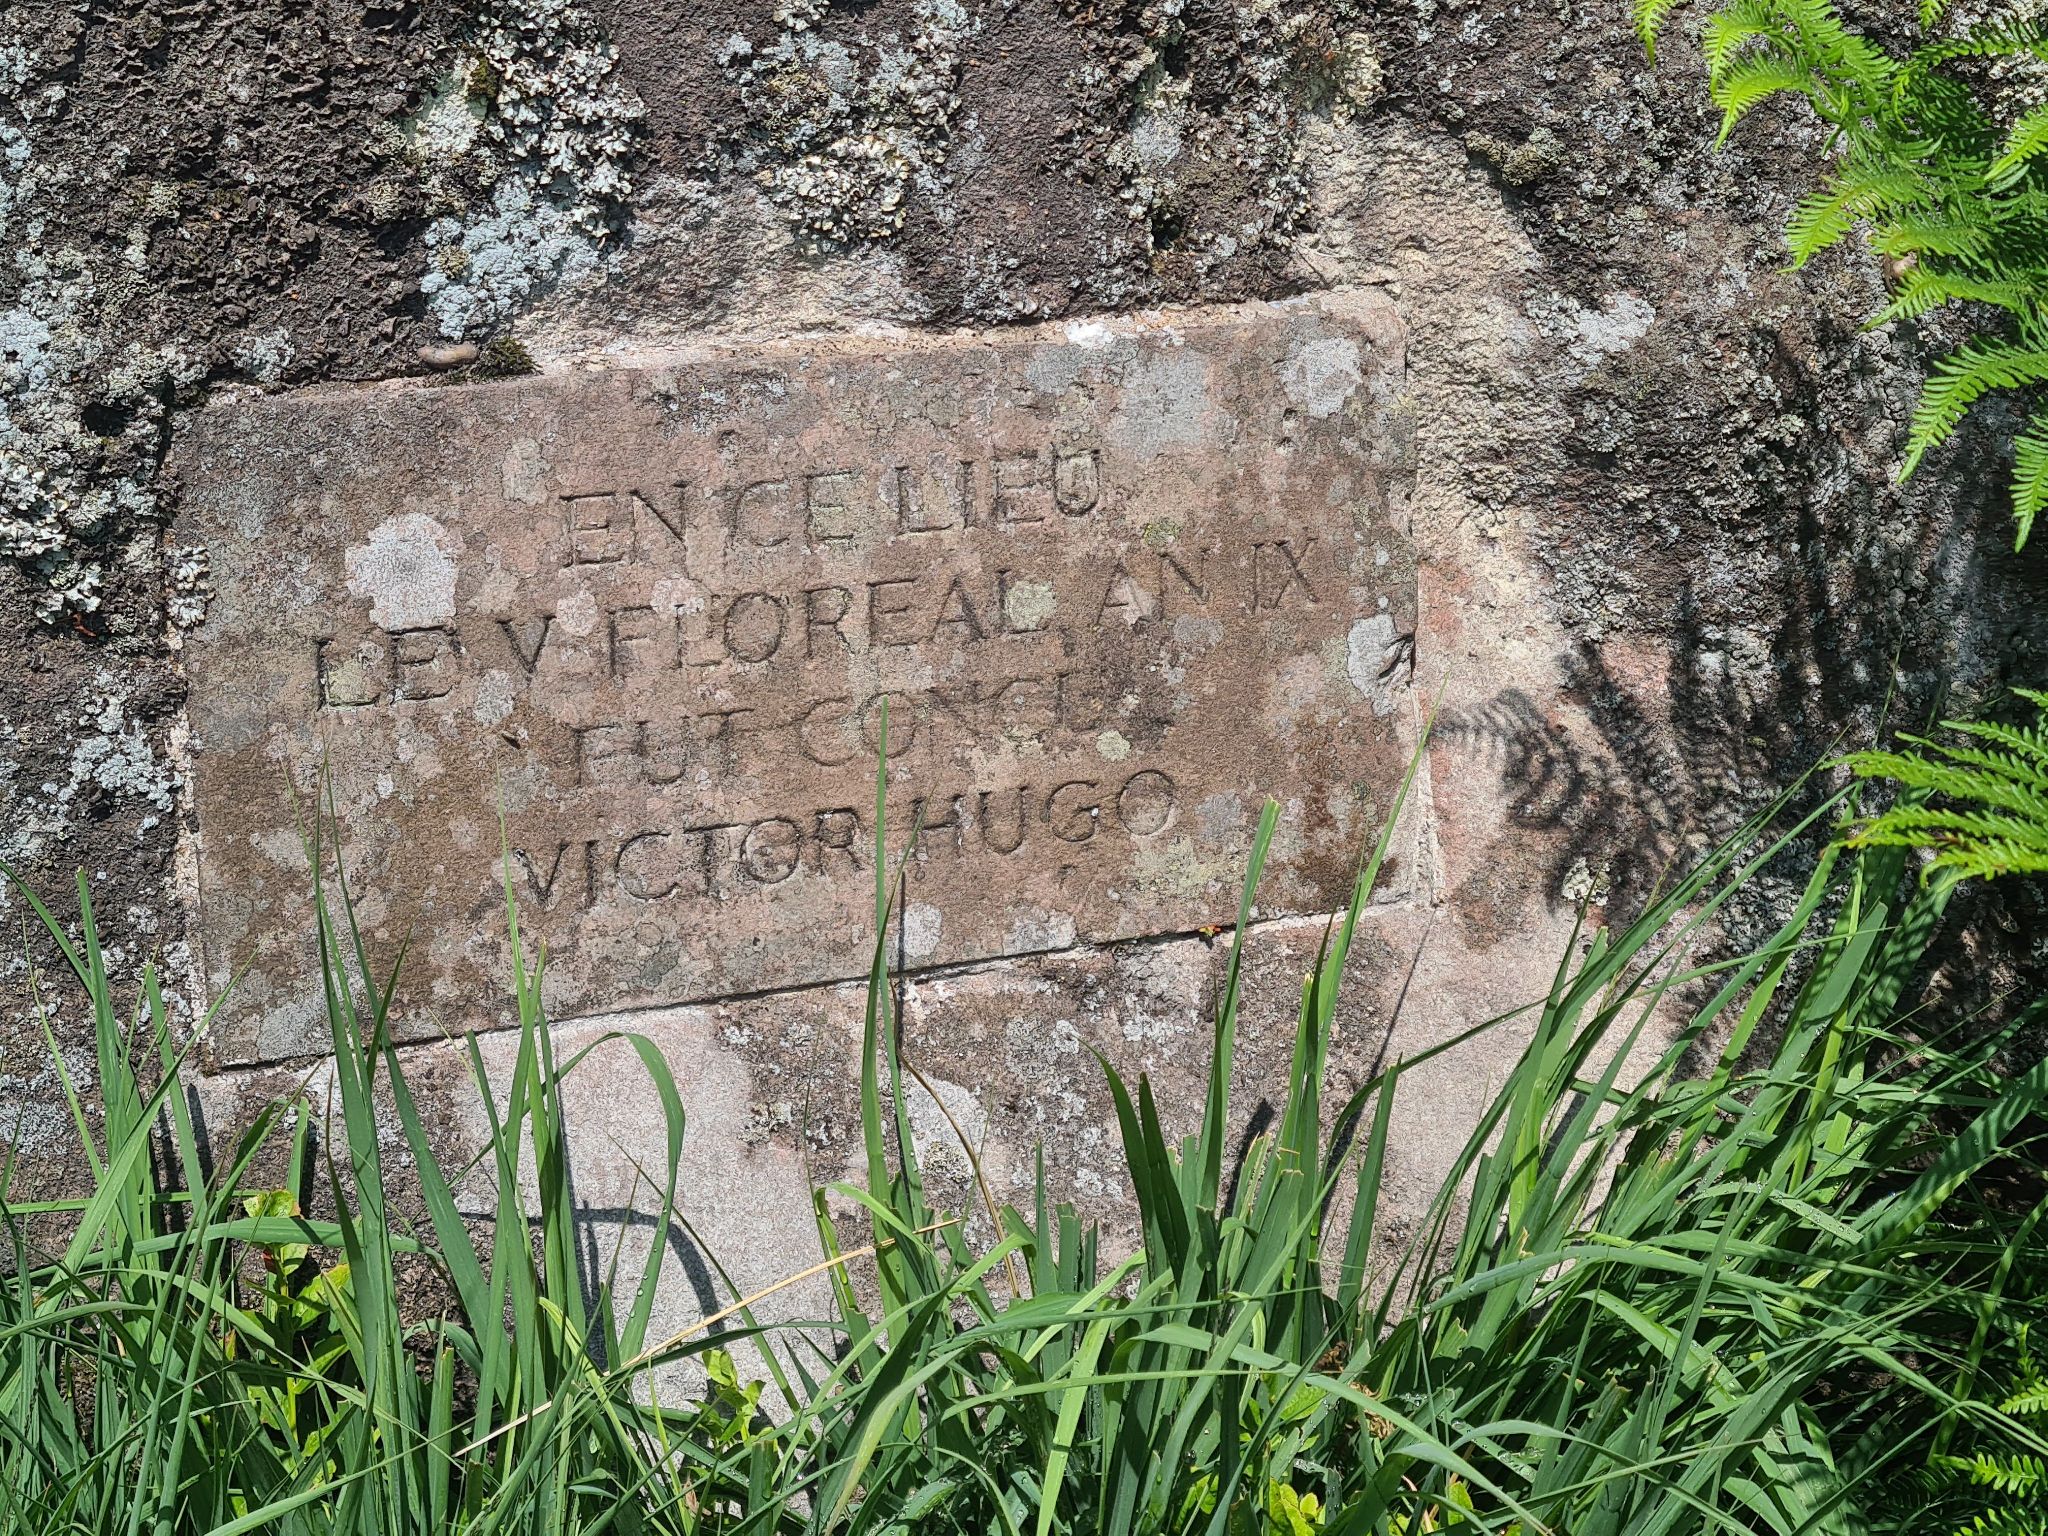 EN CE LIEU
LE V FLOREAL AN IX
FUT CONÇU
VICTOR HUGO